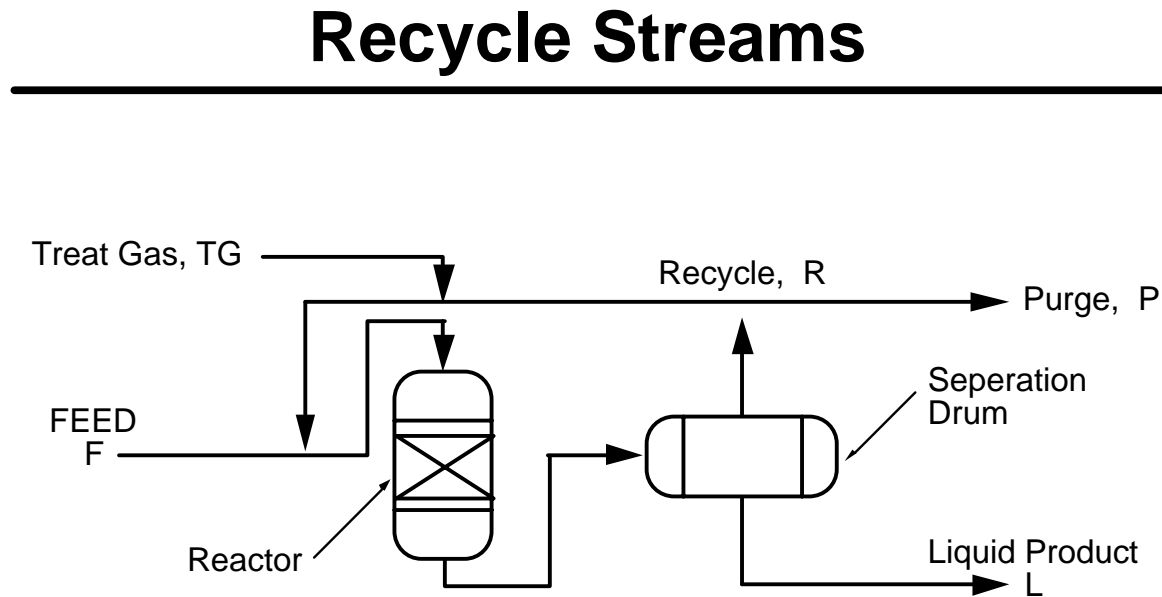 Recycle Streams
Treat Gas, TG
Recycle, R
Purge, P
Seperation
Drum
FEED
F
Reactor
Liquid Product
L